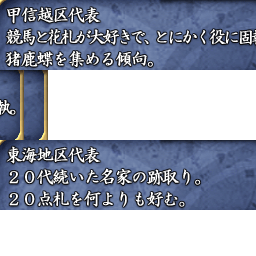 甲信越区代表
競馬と花札が大好きで、とにかく役に固
執。
猪鹿蝶を集める傾向。
東海地区代表
２０代続いた名家の跡取り。
２０点札を何よりも好む。